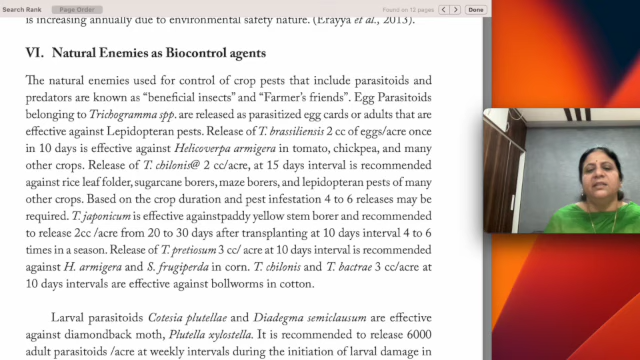 Search Rank
Page Order
Found on 12 pages
Done
is increasing annually due to environmental safety nature. (Erayya et al., 2013).
VI. Natural Enemies as Biocontrol agents
The natural enemies used for control of crop pests that include parasitoids and
predators are known as “beneficial insects” and “Farmer’s friends”. Egg Parasitoids
belonging to Trichogramma spp. are released as parasitized egg cards or adults that are
effective against Lepidopteran pests. Release of T. brassiliensis 2 cc of eggs/acre once
in 10 days is effective against Helicoverpa armigera in tomato, chickpea, and many
other crops. Release of T. chilonis@ 2 cc/acre, at 15 days interval is recommended
against rice leaf folder, sugarcane borers, maze borers, and lepidopteran pests of many
other crops. Based on the crop duration and pest infestation 4 to 6 releases may be
required. T. japonicum is effective againstpaddy yellow stem borer and recommended
to release 2cc /acre from 20 to 30 days after transplanting at 10 days interval 4 to 6
times in a season. Release of T. pretiosum 3 cc/ acre at 10 days interval is recommended
against H. armigera and S. frugiperda in corn. T. chilonis and T. bactrae 3 cc/acre at
10 days intervals are effective against bollworms in cotton.
Larval parasitoids Cotesia plutellae and Diadegma semiclausum are effective
against diamondback moth, Plutella xylostella. It is recommended to release 6000
adult parasitoids /acre at weekly intervals during the initiation of larval damage in